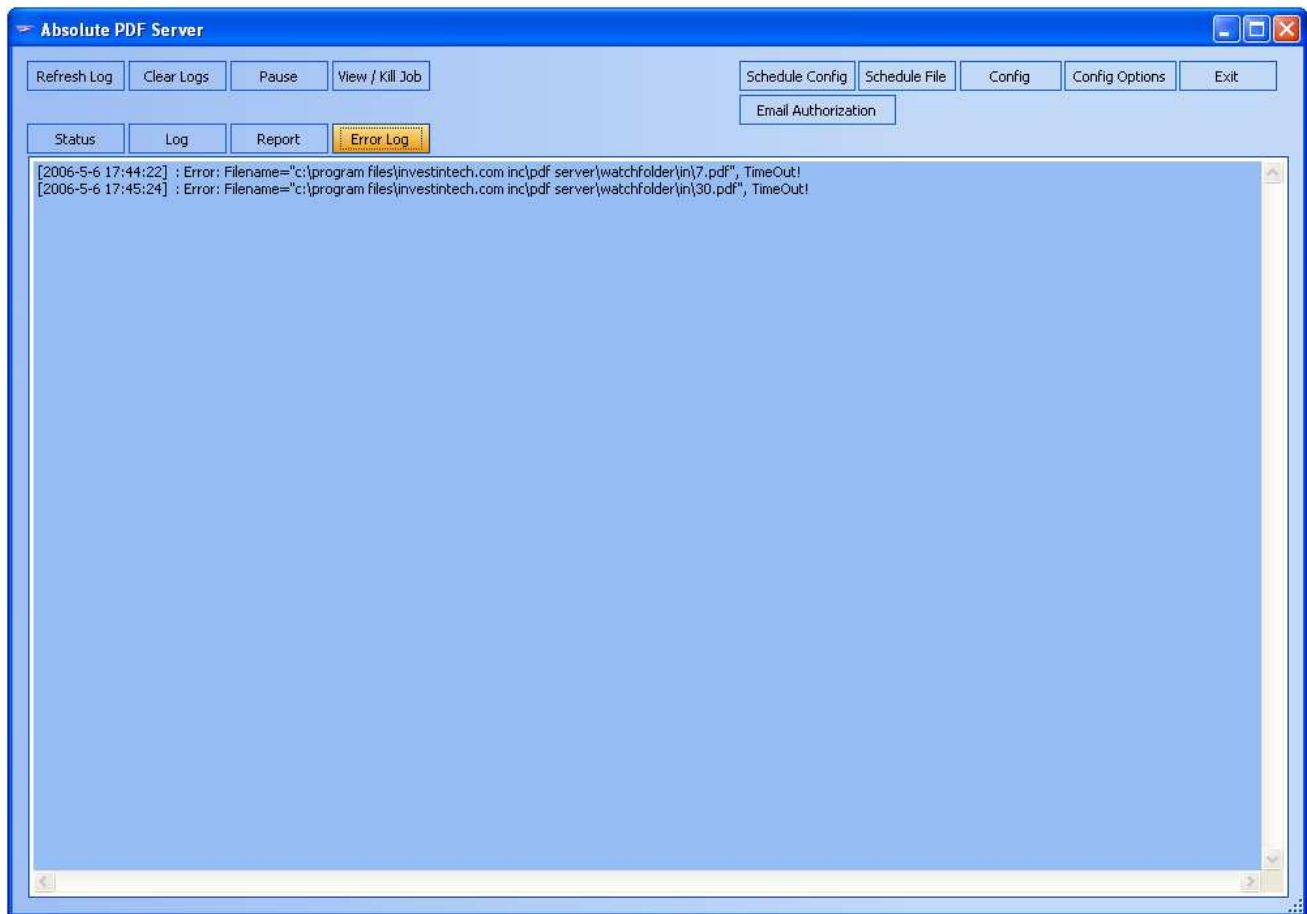 Absolute PDF Server
Refresh Log Clear Logs Pause View / Kill Job Schedule Config Schedule File Config Config Options Exit
Email Authorization
Status Log Report Error Log
[2006-5-6 17:44:22] : Error: Filename="c:\program files\investintech.com inc\pdf server\watchfolder\in\7.pdf", TimeOut!
[2006-5-6 17:45:24] : Error: Filename="c:\program files\investintech.com inc\pdf server\watchfolder\in\30.pdf", TimeOut!